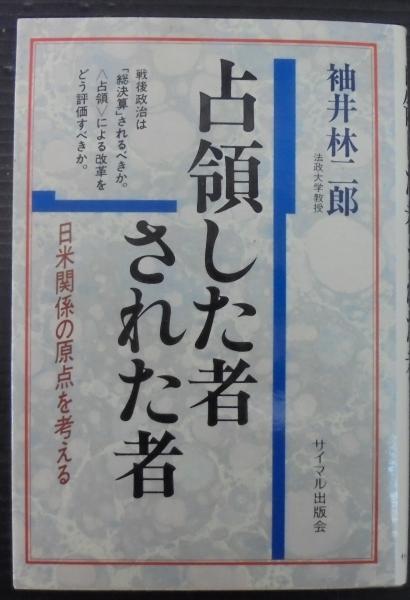 袖井林二郎
法政大学教授
占領した者
された者
戦後政治は
「総決算」されるべきか。
〈占領〉による改革を
どう評価すべきか。
日米関係の原点を考える
サイマル出版会